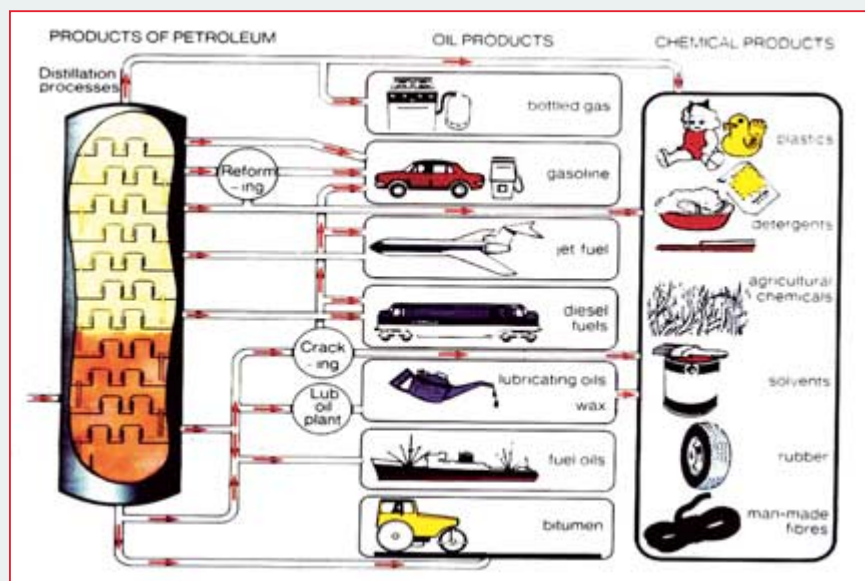 PRODUCTS OF PETROLEUM
OIL PRODUCTS
CHEMICAL PRODUCTS
Distillation
processes
bottled gas
Reform
-ing
gasoline
jet fuel
diesel
fuels
Crack
-ing
Lub
oil
plant
lubricating oils
wax
fuel oils
bitumen
plastics
detergents
agricultural
chemicals
solvents
rubber
man-made
fibres